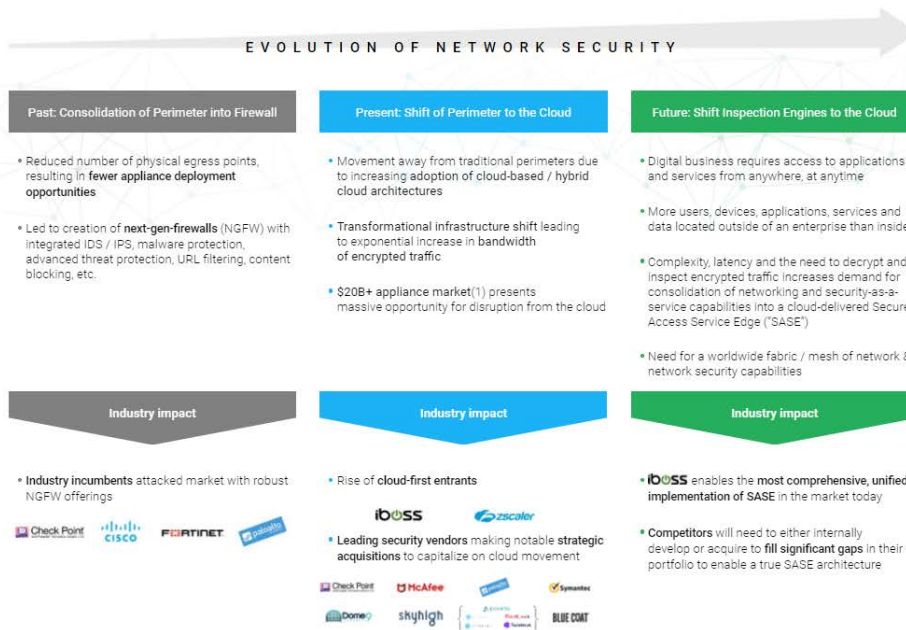 EVOLUTION OF NETWORK SECURITY
Past: Consolidation of Perimeter into Firewall
• Reduced number of physical egress points,
resulting in fewer appliance deployment
opportunities
• Led to creation of next-gen-firewalls (NGFW) with
integrated IDS / IPS, malware protection,
advanced threat protection, URL filtering, content
blocking, etc.
Industry impact
• Industry incumbents attacked market with robust
NGFW offerings
Check Point
CISCO
FORTINET
paloalto
Present: Shift of Perimeter to the Cloud
• Movement away from traditional perimeters due
to increasing adoption of cloud-based / hybrid
cloud architectures
• Transformational infrastructure shift leading
to exponential increase in bandwidth
of encrypted traffic
• $20B+ appliance market(1) presents
massive opportunity for disruption from the cloud
Industry impact
• Rise of cloud-first entrants
iboss
zscaler
• Leading security vendors making notable strategic
acquisitions to capitalize on cloud movement
Check Point
McAfee
paloalto
Symantec
Dome9
skyhigh
BLUE COAT
Future: Shift Inspection Engines to the Cloud
• Digital business requires access to applications
and services from anywhere, at anytime
• More users, devices, applications, services and
data located outside of an enterprise than inside
• Complexity, latency and the need to decrypt and
inspect encrypted traffic increases demand for
consolidation of networking and security-as-a-
service capabilities into a cloud-delivered Secure
Access Service Edge ("SASE")
• Need for a worldwide fabric / mesh of network &
network security capabilities
Industry impact
• iboss enables the most comprehensive, unified
implementation of SASE in the market today
• Competitors will need to either internally
develop or acquire to fill significant gaps in their
portfolio to enable a true SASE architecture